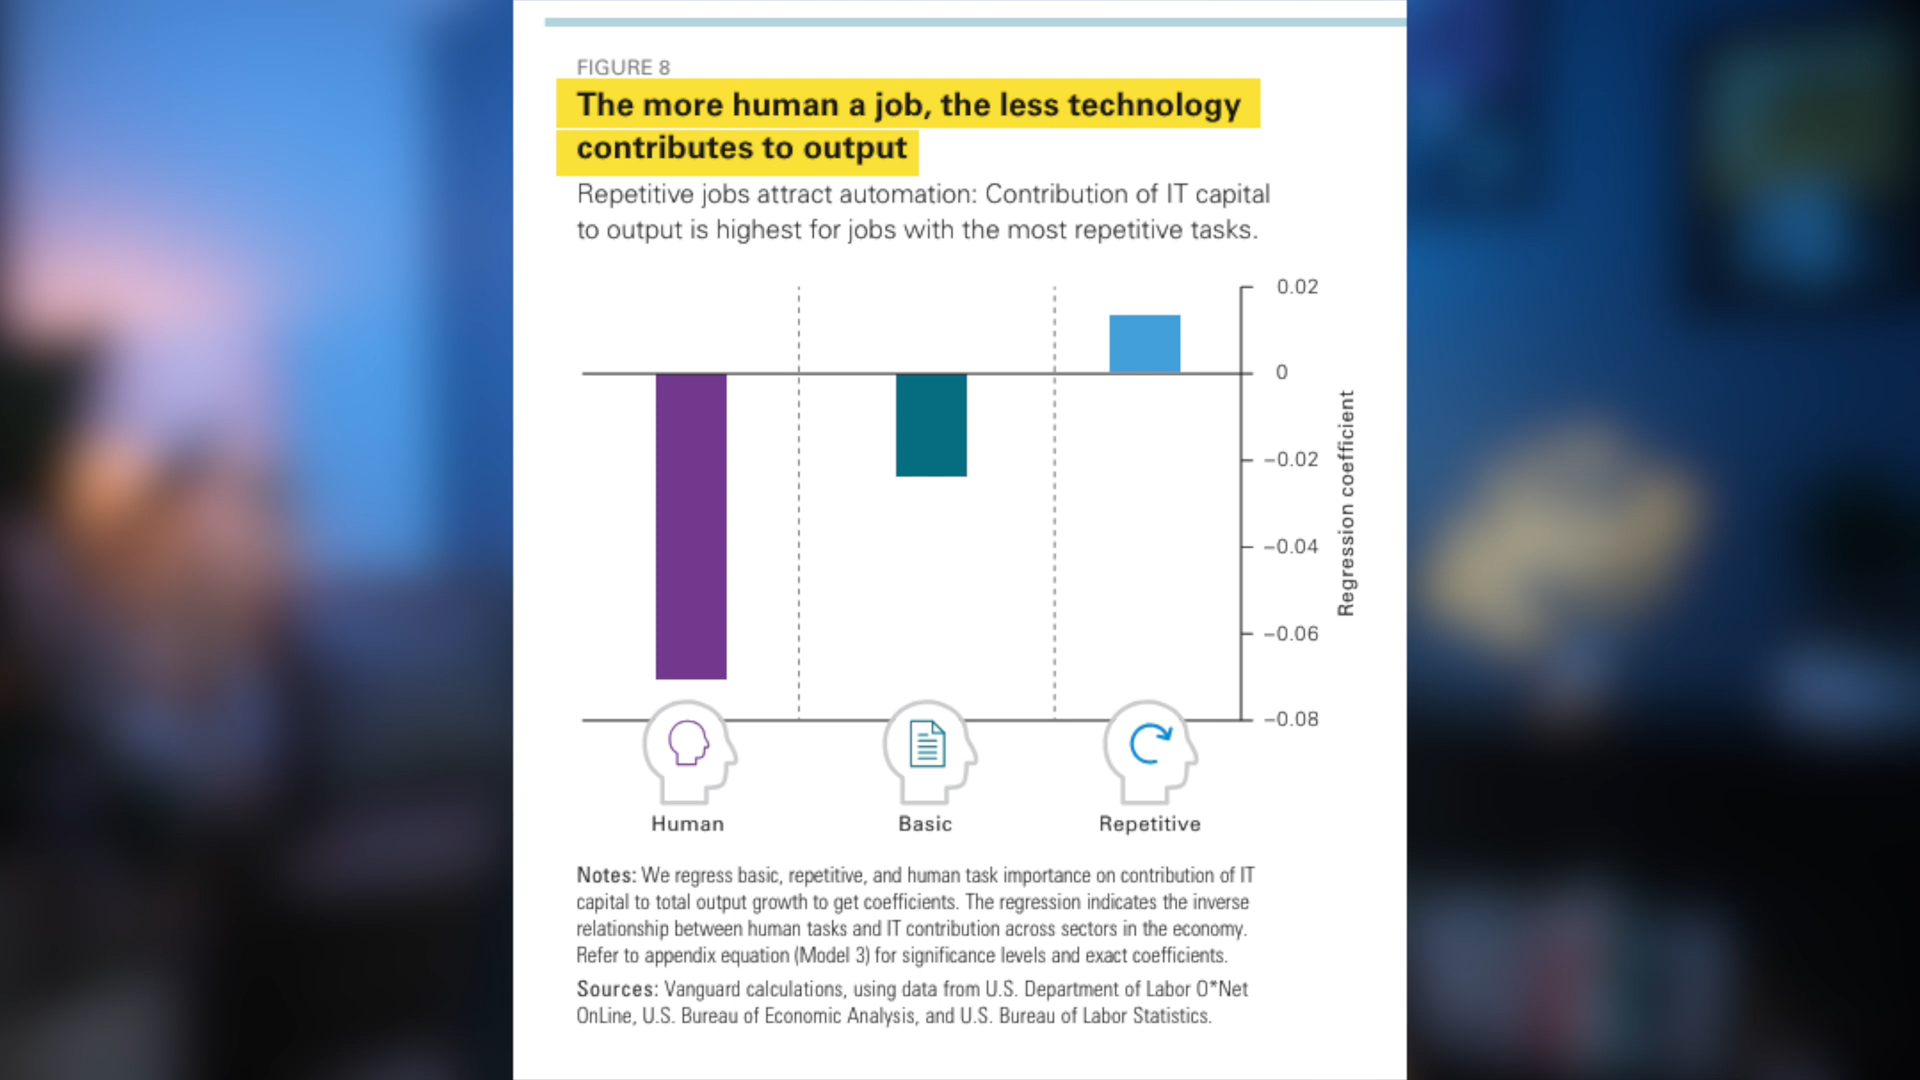 FIGURE 8
The more human a job, the less technology
contributes to output
Repetitive jobs attract automation: Contribution of IT capital
to output is highest for jobs with the most repetitive tasks.
0.02
0
–0.02
–0.04
–0.06
–0.08
Regression coefficient
Human
Basic
Repetitive
Notes: We regress basic, repetitive, and human task importance on contribution of IT
capital to total output growth to get coefficients. The regression indicates the inverse
relationship between human tasks and IT contribution across sectors in the economy.
Refer to appendix equation (Model 3) for significance levels and exact coefficients.
Sources: Vanguard calculations, using data from U.S. Department of Labor O*Net
OnLine, U.S. Bureau of Economic Analysis, and U.S. Bureau of Labor Statistics.